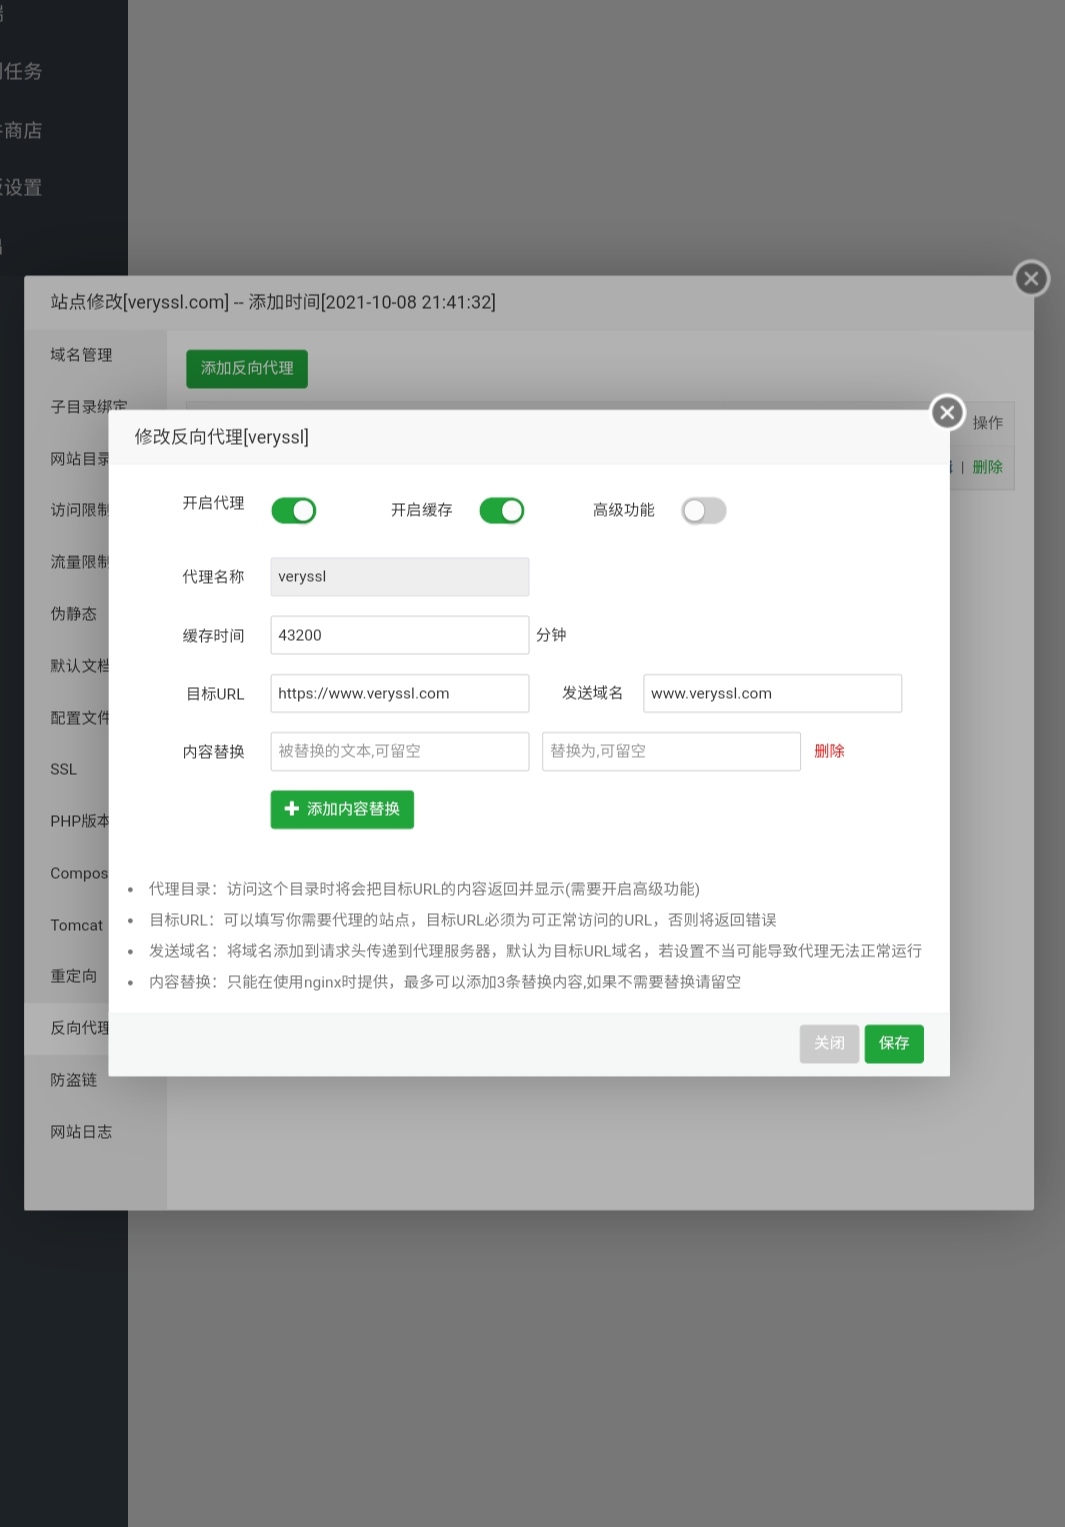 任务
商店
设置
站点修改[veryssl.com] -- 添加时间[2021-10-08 21:41:32]
域名管理
子目录绑定
网站目录
访问限制
流量限制
伪静态
默认文档
配置文件
SSL
PHP版本
Compos
Tomcat
重定向
反向代理
防盗链
网站日志
添加反向代理
操作
| 删除
修改反向代理[veryssl]
开启代理 开启缓存 高级功能
代理名称 veryssl
缓存时间 43200 分钟
目标URL https://www.veryssl.com 发送域名 www.veryssl.com
内容替换 被替换的文本,可留空 替换为,可留空 删除
添加内容替换
• 代理目录：访问这个目录时将会把目标URL的内容返回并显示(需要开启高级功能)
• 目标URL：可以填写你需要代理的站点，目标URL必须为可正常访问的URL，否则将返回错误
• 发送域名：将域名添加到请求头传递到代理服务器，默认为目标URL域名，若设置不当可能导致代理无法正常运行
• 内容替换：只能在使用nginx时提供，最多可以添加3条替换内容,如果不需要替换请留空
关闭 保存